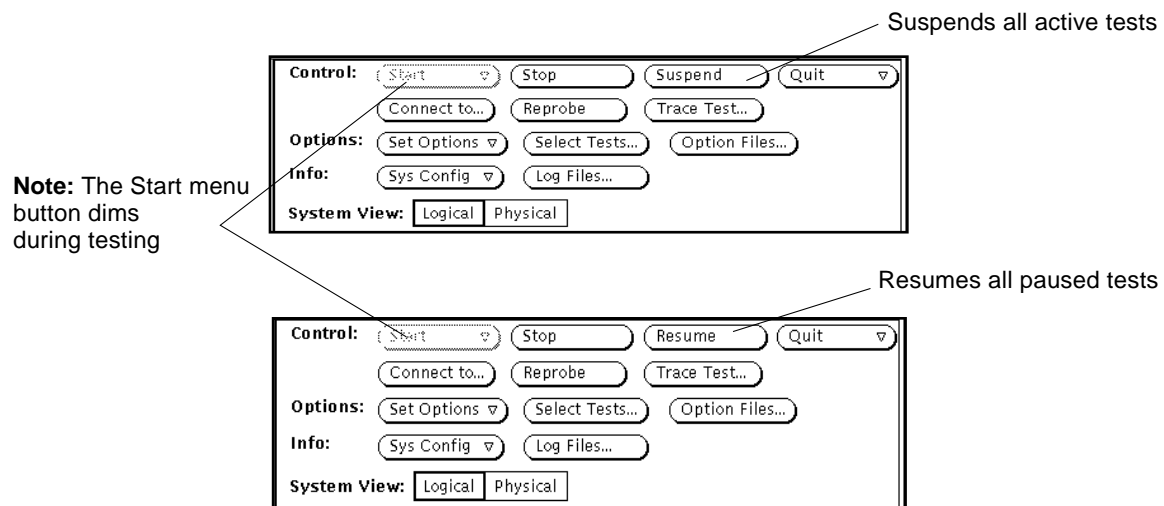 Suspends all active tests
Control: Start Stop Suspend Quit
Connect to... Reprobe Trace Test...
Options: Set Options Select Tests... Option Files...
Info: Sys Config Log Files...
System View: Logical Physical
Note: The Start menu
button dims
during testing
Resumes all paused tests
Control: Start Stop Resume Quit
Connect to... Reprobe Trace Test...
Options: Set Options Select Tests... Option Files...
Info: Sys Config Log Files...
System View: Logical Physical